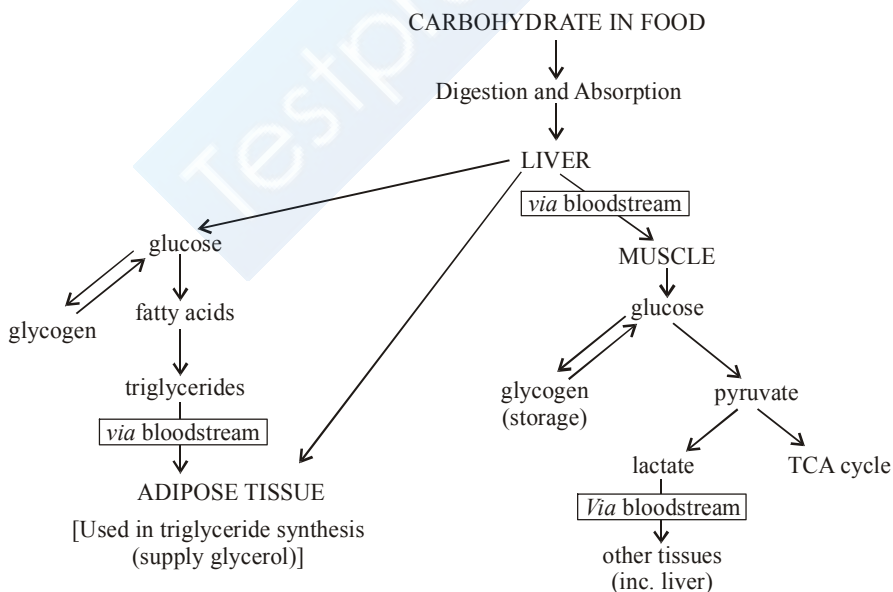 CARBOHYDRATE IN FOOD
Digestion and Absorption
LIVER
via bloodstream
glucose
MUSCLE
glycogen
fatty acids
glucose
triglycerides
glycogen
(storage)
pyruvate
via bloodstream
lactate
TCA cycle
ADIPOSE TISSUE
Via bloodstream
[Used in triglyceride synthesis
(supply glycerol)]
other tissues
(inc. liver)